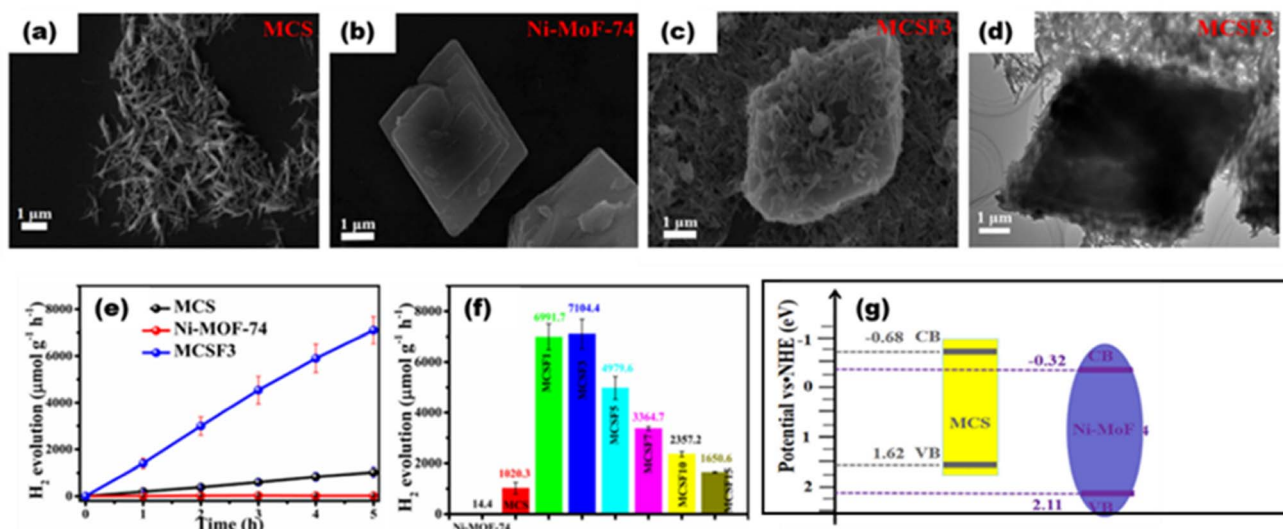 (a) MCS
1 μm
(b) Ni-MoF-74
1 μm
(c) MCSF3
1 μm
(d) MCSF3
1 μm
(e)
H2 evolution (μmol g-1 h-1)
8000
6000
4000
2000
0
MCS
Ni-MOF-74
MCSF3
0 1 2 3 4 5
Time (h)
(f)
H2 evolution (μmol g-1 h-1)
8000
6000
4000
2000
0
14.4
1020.3
6991.7
7104.4
4979.6
3364.7
2357.2
1650.6
Ni-MOF-74
MCS
MCSF1
MCSF3
MCSF5
MCSF7
MCSF10
MCSF15
(g)
Potential vs•NHE (eV)
-1
0
1
2
-0.68 CB
-0.32 CB
MCS
Ni-MoF 4
1.62 VB
2.11 VB